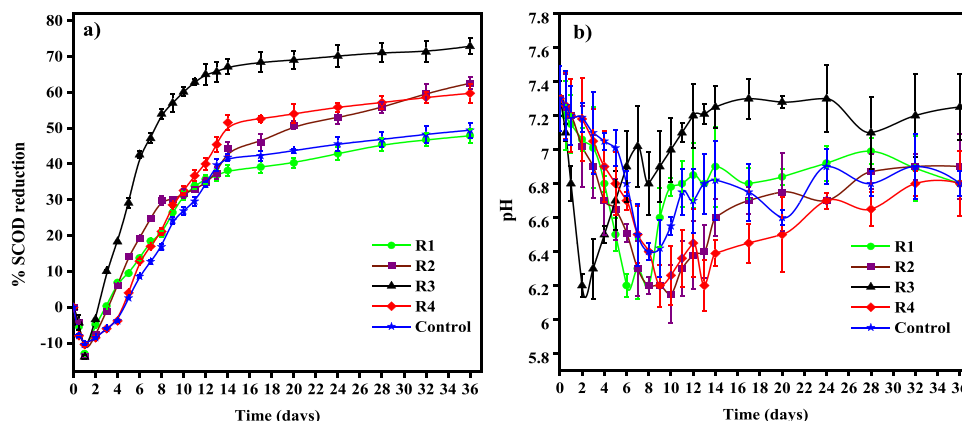 a)
% SCOD reduction
80
70
60
50
40
30
20
10
0
-10
0 2 4 6 8 10 12 14 16 18 20 22 24 26 28 30 32 34 36
Time (days)
R1
R2
R3
R4
Control
b)
pH
7.8
7.6
7.4
7.2
7.0
6.8
6.6
6.4
6.2
6.0
5.8
0 2 4 6 8 10 12 14 16 18 20 22 24 26 28 30 32 34 36
Time (days)
R1
R2
R3
R4
Control